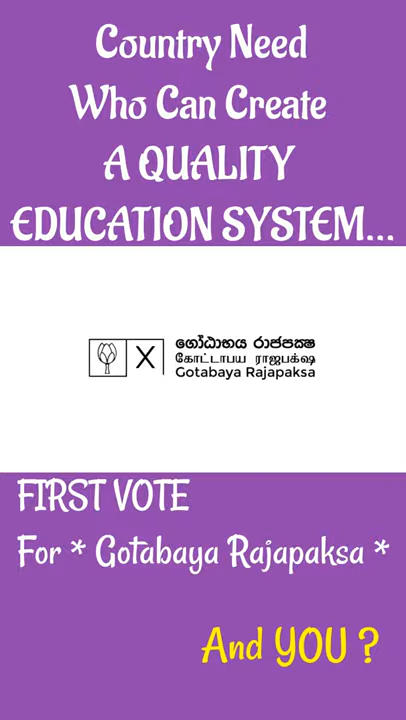 Country Need
Who Can Create
A QUALITY
EDUCATION SYSTEM...
X
ගෝඨාභය රාජපක්ෂ
கோட்டாபய ராஜபக்ஷ
Gotabaya Rajapaksa
FIRST VOTE
For * Gotabaya Rajapaksa *
And YOU ?